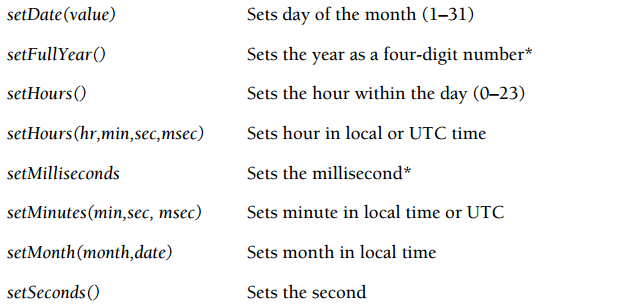 setDate(value) Sets day of the month (1–31)
setFullYear() Sets the year as a four-digit number*
setHours() Sets the hour within the day (0–23)
setHours(hr,min,sec,msec) Sets hour in local or UTC time
setMilliseconds Sets the millisecond*
setMinutes(min,sec, msec) Sets minute in local time or UTC
setMonth(month,date) Sets month in local time
setSeconds() Sets the second